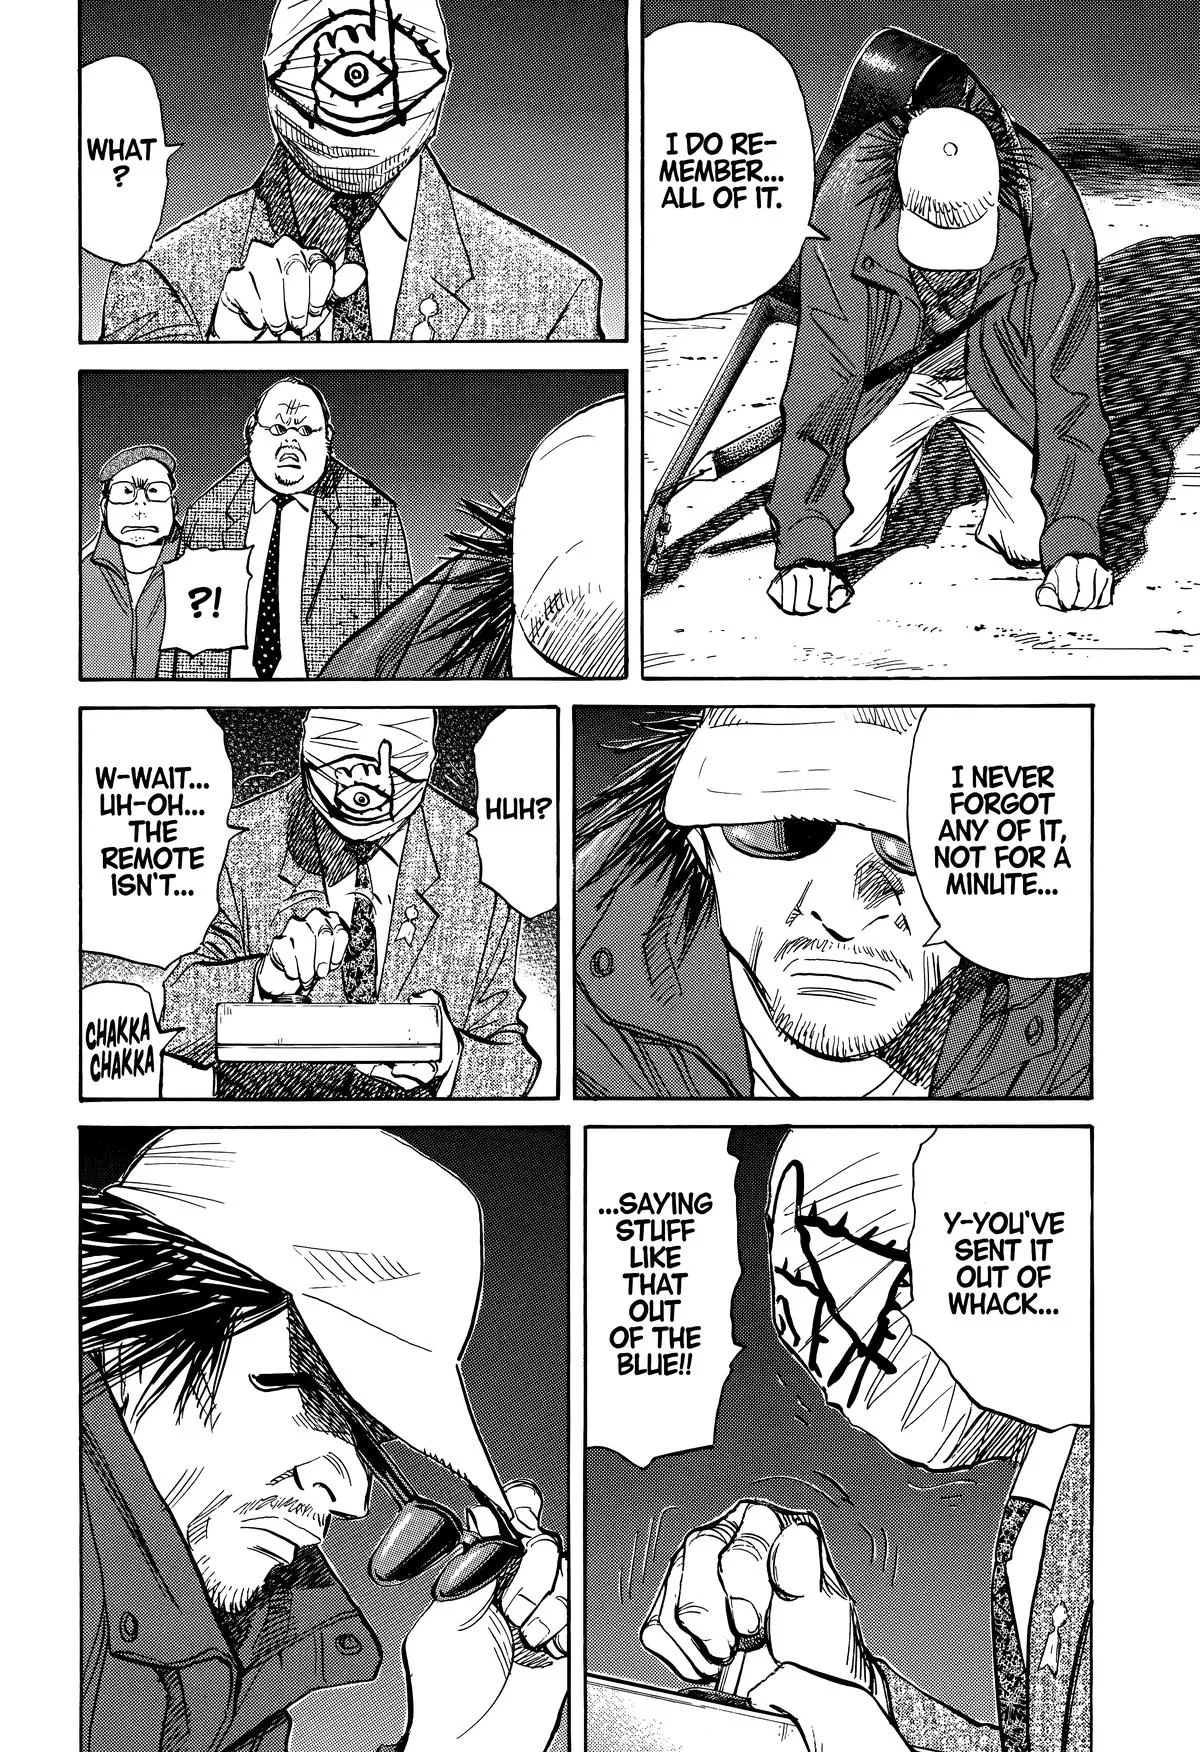 I DO RE-
MEMBER...
ALL OF IT.
WHAT
?
?!
I NEVER
FORGOT
ANY OF IT,
NOT FOR A
MINUTE...
HUH?
W-WAIT...
UH-OH...
THE
REMOTE
ISN'T...
CHAKKA
CHAKKA
Y-YOU'VE
SENT IT
OUT OF
WHACK...
...SAYING
STUFF
LIKE
THAT
OUT
OF THE
BLUE!!